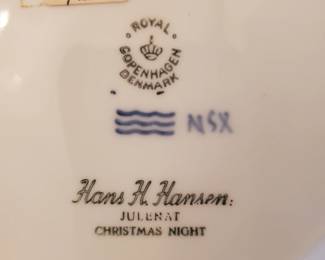 ROYAL
COPENHAGEN
DENMARK
NSX
Hans H. Hansen:
JULENAT
CHRISTMAS NIGHT